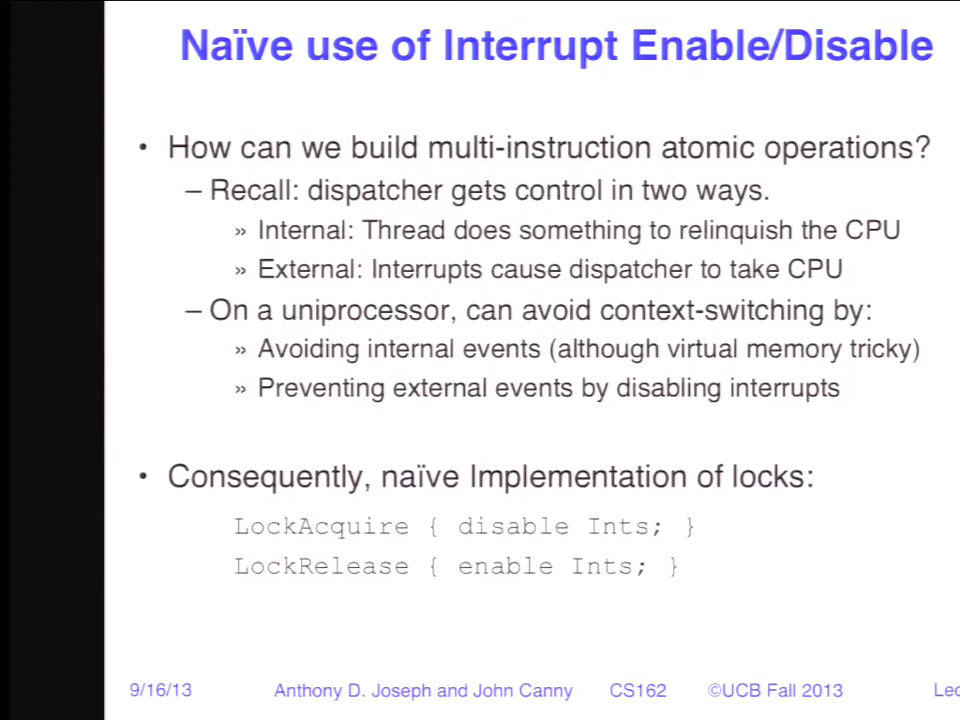 Naïve use of Interrupt Enable/Disable
• How can we build multi-instruction atomic operations?
– Recall: dispatcher gets control in two ways.
» Internal: Thread does something to relinquish the CPU
» External: Interrupts cause dispatcher to take CPU
– On a uniprocessor, can avoid context-switching by:
» Avoiding internal events (although virtual memory tricky)
» Preventing external events by disabling interrupts
• Consequently, naïve Implementation of locks:
LockAcquire { disable Ints; }
LockRelease { enable Ints; }
9/16/13 Anthony D. Joseph and John Canny CS162 ©UCB Fall 2013 Lec